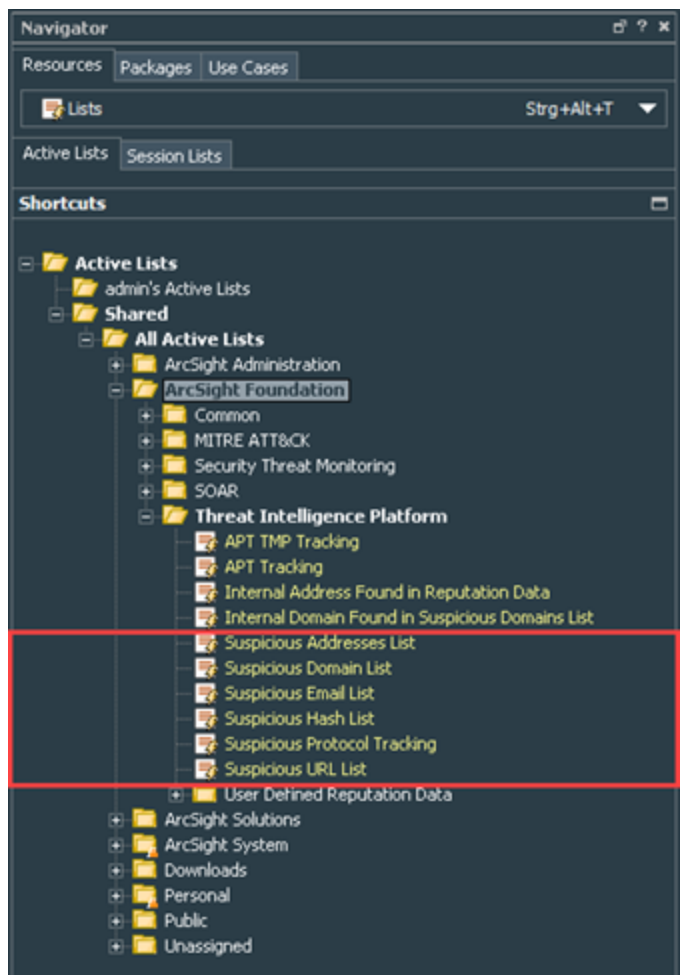 Navigator
Resources Packages Use Cases
Lists Strg+Alt+T
Active Lists Session Lists
Shortcuts
Active Lists
admin's Active Lists
Shared
All Active Lists
ArcSight Administration
ArcSight Foundation
Common
MITRE ATT&CK
Security Threat Monitoring
SOAR
Threat Intelligence Platform
APT TMP Tracking
APT Tracking
Internal Address Found in Reputation Data
Internal Domain Found in Suspicious Domains List
Suspicious Addresses List
Suspicious Domain List
Suspicious Email List
Suspicious Hash List
Suspicious Protocol Tracking
Suspicious URL List
User Defined Reputation Data
ArcSight Solutions
ArcSight System
Downloads
Personal
Public
Unassigned